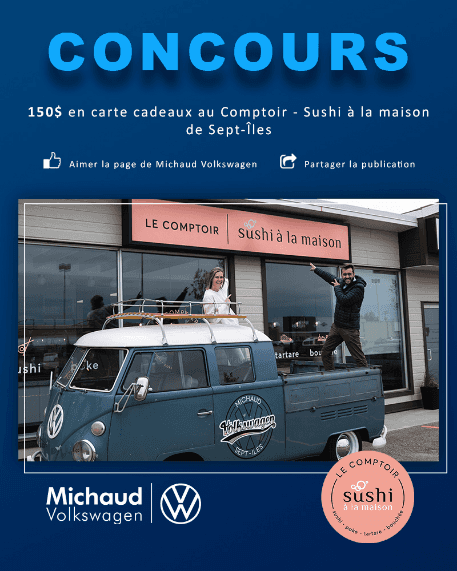 CONCOURS
150$ en carte cadeaux au Comptoir - Sushi à la maison
de Sept-Îles
Aimer la page de Michaud Volkswagen
Partager la publication
LE COMPTOIR
sushi à la maison
ushi
poke
tartare
bouchée
MICHAUD
Volkswagen
SEPT-ÎLES
Michaud
Volkswagen
LE COMPTOIR
sushi
à la maison
sushi - poke - tartare - bouchée